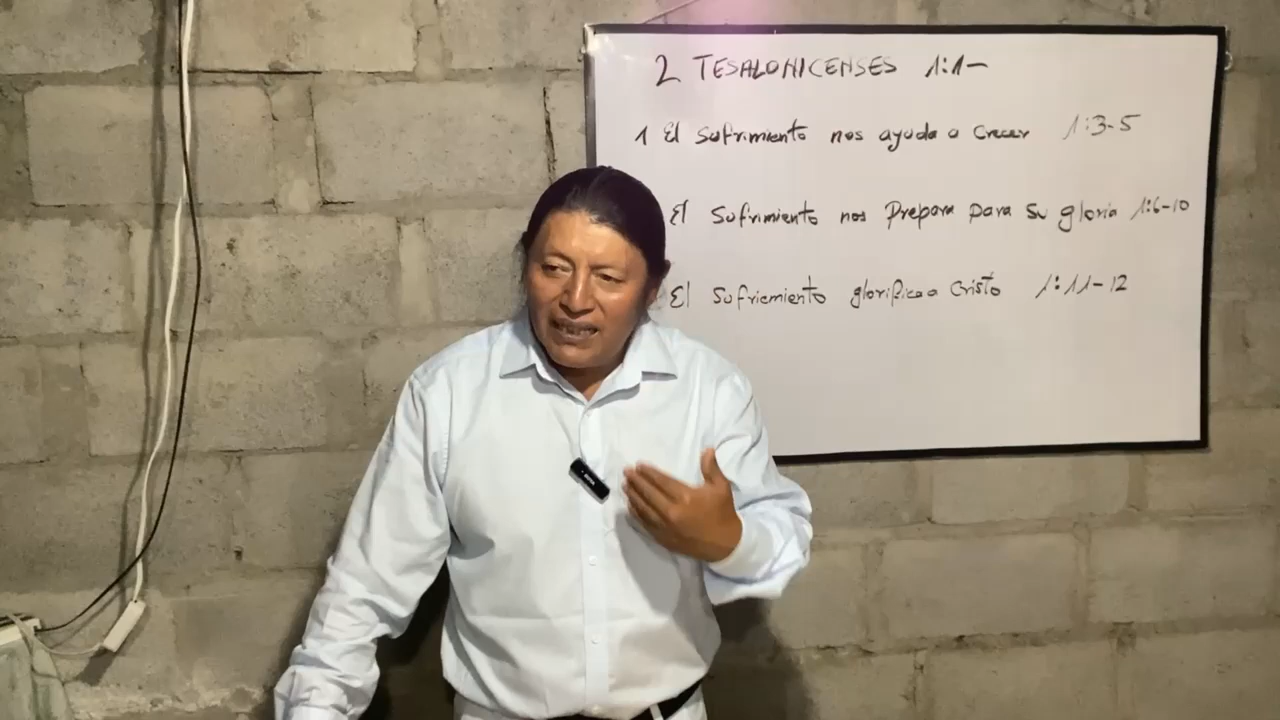 2 TESALONICENSES 1:1-
1 El Sufrimiento nos ayuda a Crecer 1:3-5
El Sufrimiento nos Prepara para su gloria 1:6-10
El Sufriemiento glorifica a Cristo 1:11-12